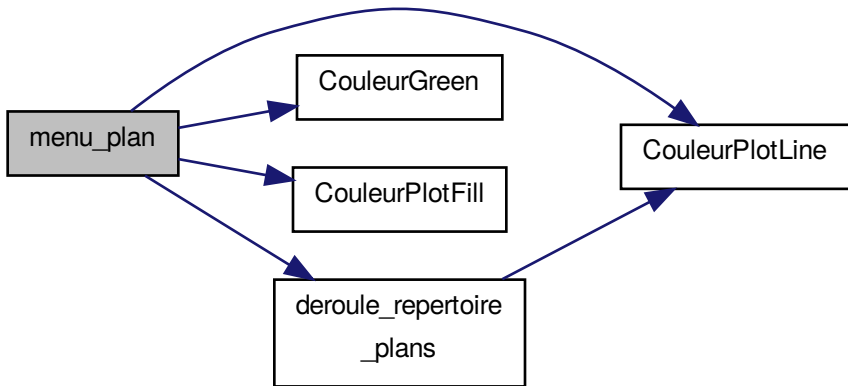 menu_plan
CouleurGreen
CouleurPlotFill
deroule_repertoire
_plans
CouleurPlotLine